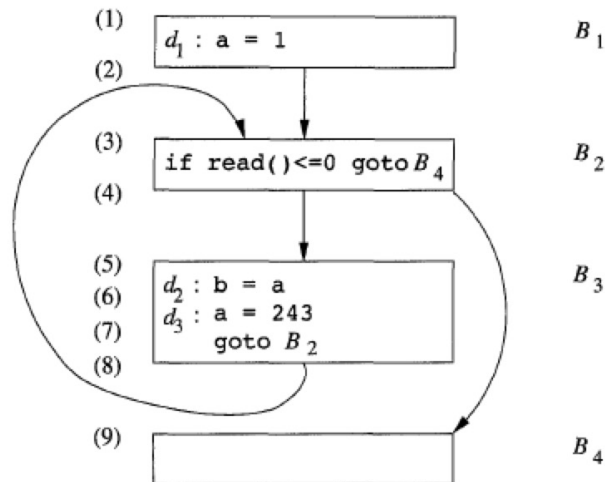 (1)
d₁ : a = 1 B₁
(2)
(3)
if read()<=0 goto B₄ B₂
(4)
(5)
d₂ : b = a B₃
(6)
d₃ : a = 243
(7)
goto B₂
(8)
(9)
B₄